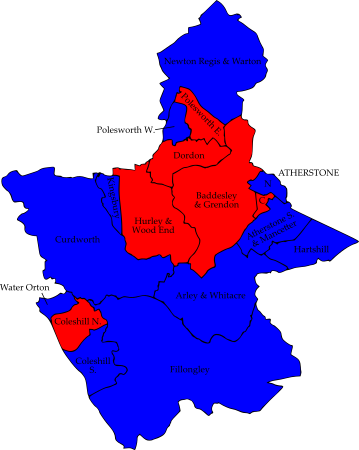 Newton Regis & Warton
Polesworth E.
Polesworth W.
Dordon
ATHERSTONE
N.
Baddesley
& Grendon
C.
Kingsbury
Hurley &
Wood End
Atherstone S.
& Mancetter
Curdworth
Hartshill
Water Orton
Arley & Whitacre
Coleshill N.
Coleshill
S.
Fillongley